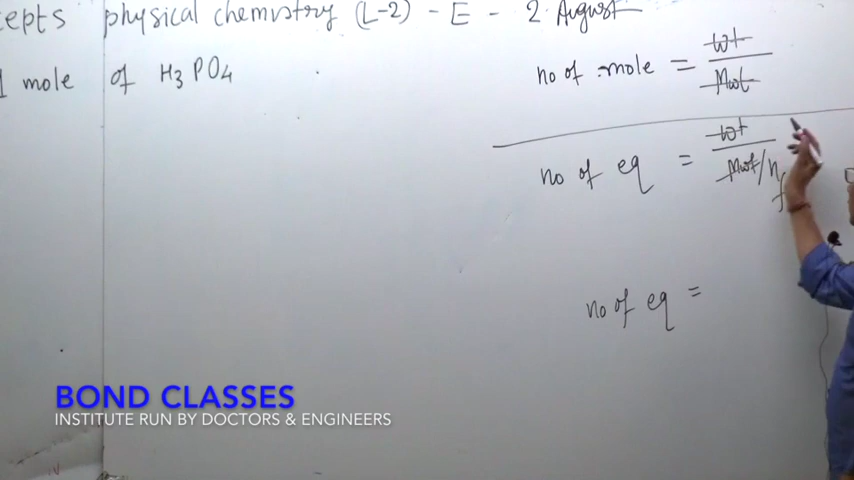 cepts physical chemistry (L-2) - E - 2 August
1 mole of H3PO4
no of mole = wt / Mwt
no of eq = wt / Mwt/nf
no of eq =
BOND CLASSES
INSTITUTE RUN BY DOCTORS & ENGINEERS